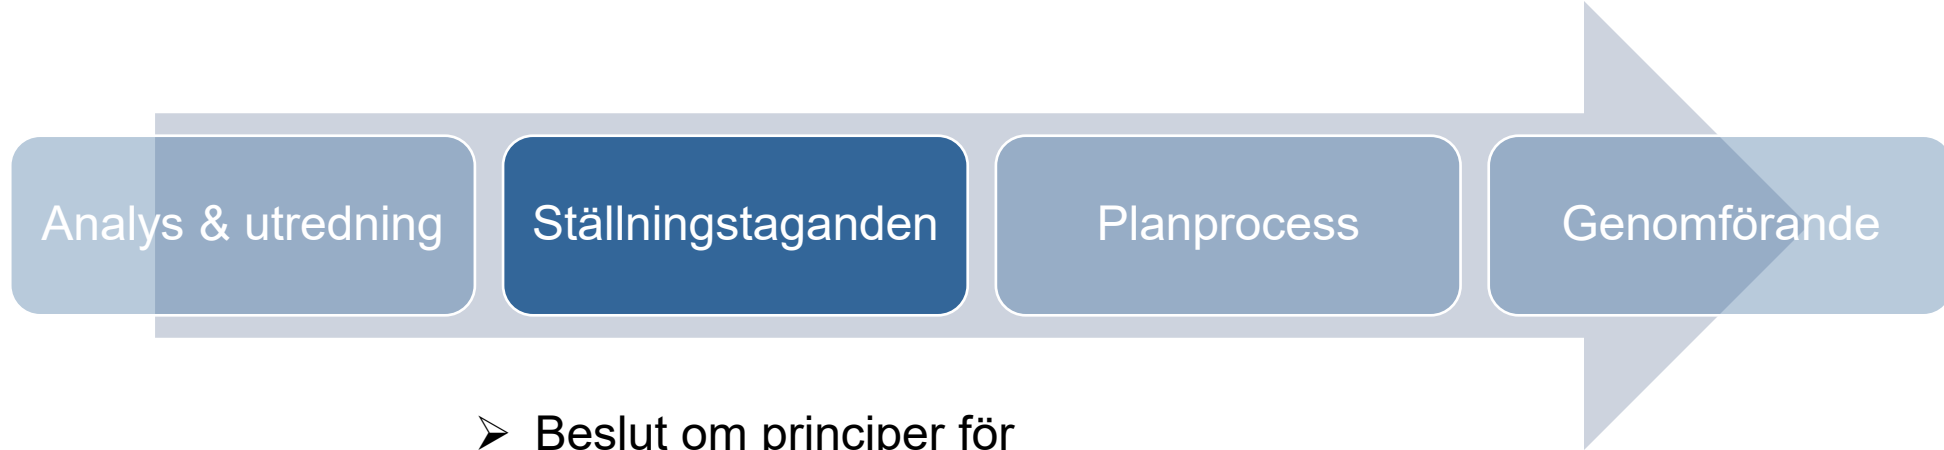 Analys & utredning
Ställningstaganden
Planprocess
Genomförande
➢ Beslut om principer för